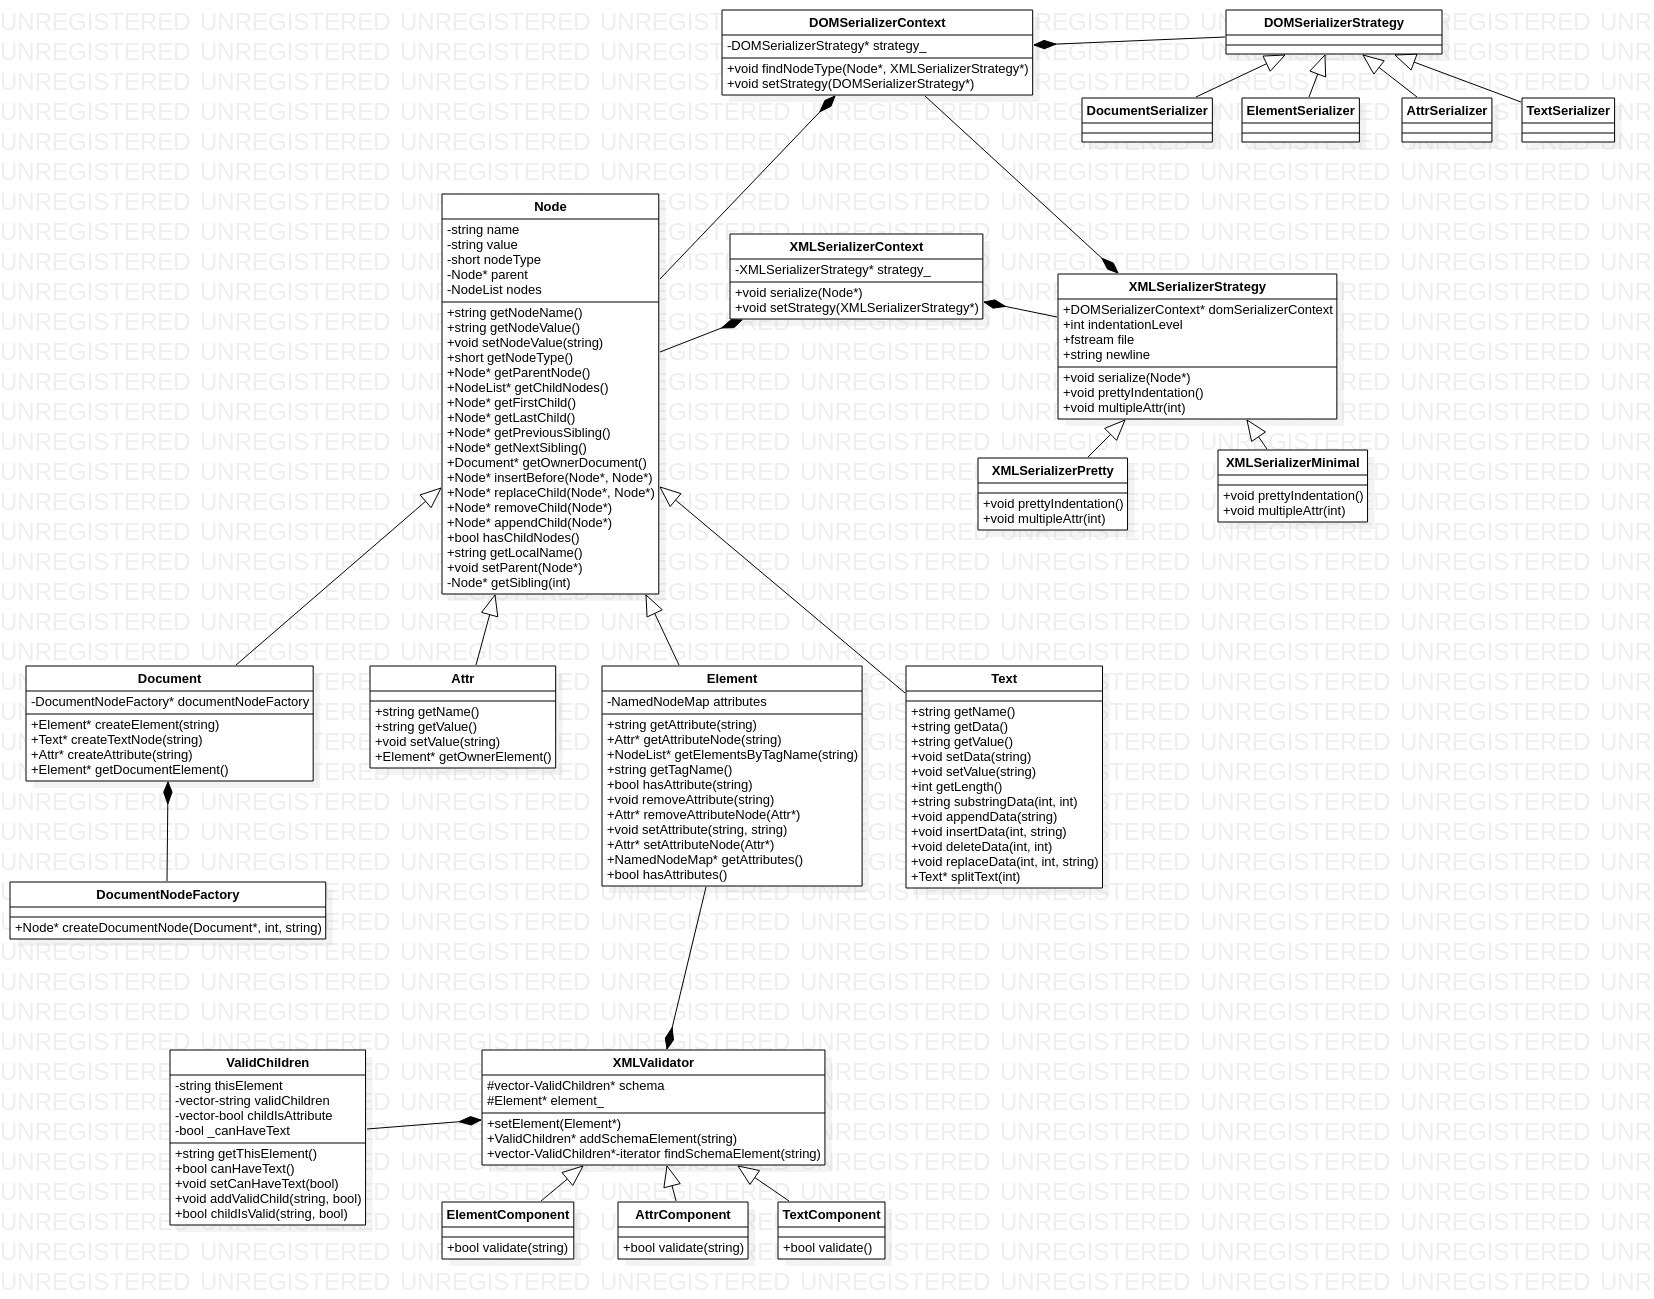 DOMSerializerContext
-DOMSerializerStrategy* strategy_
+void findNodeType(Node*, XMLSerializerStrategy*)
+void setStrategy(DOMSerializerStrategy*)
DOMSerializerStrategy
DocumentSerializer
ElementSerializer
AttrSerializer
TextSerializer
Node
-string name
-string value
-short nodeType
-Node* parent
-NodeList nodes
+string getNodeName()
+string getNodeValue()
+void setNodeValue(string)
+short getNodeType()
+Node* getParentNode()
+NodeList* getChildNodes()
+Node* getFirstChild()
+Node* getLastChild()
+Node* getPreviousSibling()
+Node* getNextSibling()
+Document* getOwnerDocument()
+Node* insertBefore(Node*, Node*)
+Node* replaceChild(Node*, Node*)
+Node* removeChild(Node*)
+Node* appendChild(Node*)
+bool hasChildNodes()
+string getLocalName()
+void setParent(Node*)
-Node* getSibling(int)
XMLSerializerContext
-XMLSerializerStrategy* strategy_
+void serialize(Node*)
+void setStrategy(XMLSerializerStrategy*)
XMLSerializerStrategy
+DOMSerializerContext* domSerializerContext
+int indentationLevel
+fstream file
+string newline
+void serialize(Node*)
+void prettyIndentation()
+void multipleAttr(int)
XMLSerializerPretty
+void prettyIndentation()
+void multipleAttr(int)
XMLSerializerMinimal
+void prettyIndentation()
+void multipleAttr(int)
Document
-DocumentNodeFactory* documentNodeFactory
+Element* createElement(string)
+Text* createTextNode(string)
+Attr* createAttribute(string)
+Element* getDocumentElement()
Attr
+string getName()
+string getValue()
+void setValue(string)
+Element* getOwnerElement()
Element
-NamedNodeMap attributes
+string getAttribute(string)
+Attr* getAttributeNode(string)
+NodeList* getElementsByTagName(string)
+string getTagName()
+bool hasAttribute(string)
+void removeAttribute(string)
+Attr* removeAttributeNode(Attr*)
+void setAttribute(string, string)
+Attr* setAttributeNode(Attr*)
+NamedNodeMap* getAttributes()
+bool hasAttributes()
Text
+string getName()
+string getData()
+string getValue()
+void setData(string)
+void setValue(string)
+int getLength()
+string substringData(int, int)
+void appendData(string)
+void insertData(int, string)
+void deleteData(int, int)
+void replaceData(int, int, string)
+Text* splitText(int)
DocumentNodeFactory
+Node* createDocumentNode(Document*, int, string)
ValidChildren
-string thisElement
-vector-string validChildren
-vector-bool childIsAttribute
-bool _canHaveText
+string getThisElement()
+bool canHaveText()
+void setCanHaveText(bool)
+void addValidChild(string, bool)
+bool childIsValid(string, bool)
XMLValidator
#vector-ValidChildren* schema
#Element* element_
+setElement(Element*)
+ValidChildren* addSchemaElement(string)
+vector-ValidChildren*-iterator findSchemaElement(string)
ElementComponent
+bool validate(string)
AttrComponent
+bool validate(string)
TextComponent
+bool validate()
UNREGISTERED